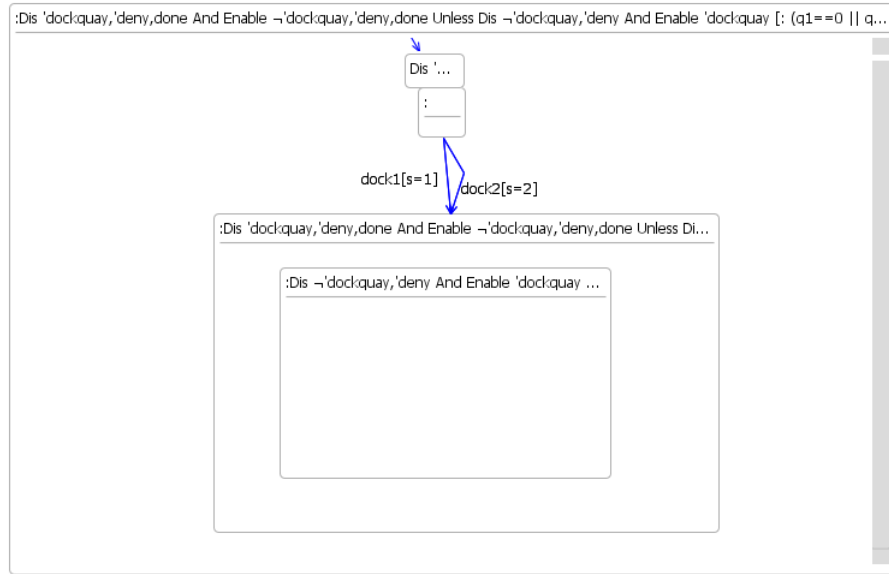 :Dis 'dockquay,'deny,done And Enable ¬'dockquay,'deny,done Unless Dis ¬'dockquay,'deny And Enable 'dockquay [: (q1==0 || q...
Dis '...
:
dock1[s=1]
dock2[s=2]
:Dis 'dockquay,'deny,done And Enable ¬'dockquay,'deny,done Unless Di...
:Dis ¬'dockquay,'deny And Enable 'dockquay ...